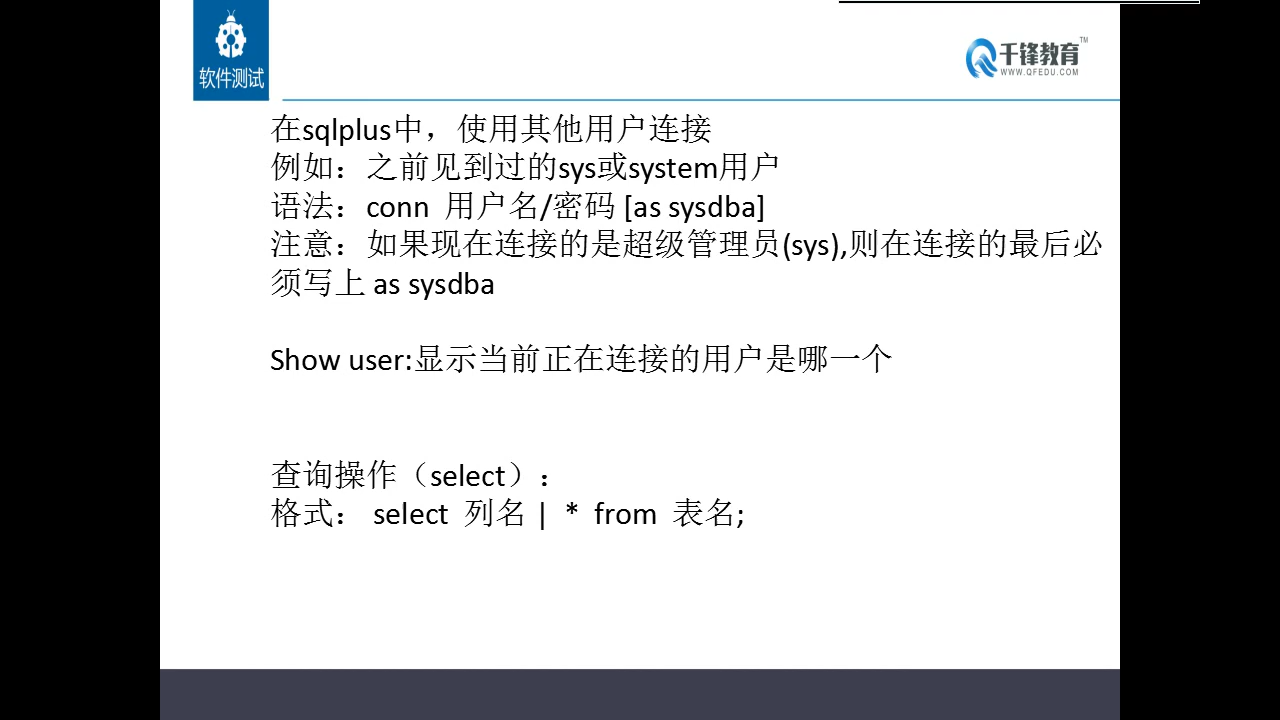 软件测试
千锋教育TM
WWW.QFEDU.COM
在sqlplus中，使用其他用户连接
例如：之前见到过的sys或system用户
语法：conn 用户名/密码 [as sysdba]
注意：如果现在连接的是超级管理员(sys),则在连接的最后必
须写上 as sysdba
Show user:显示当前正在连接的用户是哪一个
查询操作（select）：
格式： select 列名 | * from 表名;